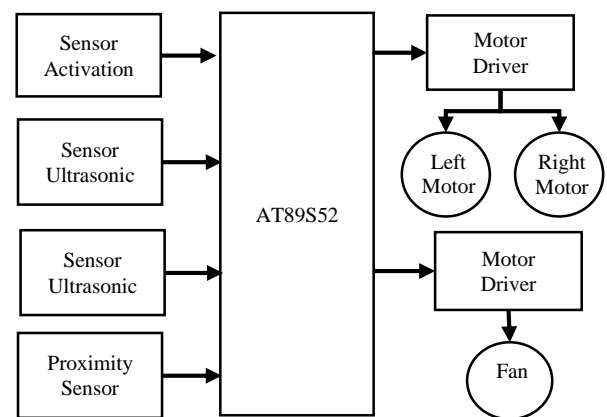 Sensor
Activation
Sensor
Ultrasonic
Sensor
Ultrasonic
Proximity
Sensor
AT89S52
Motor
Driver
Left
Motor
Right
Motor
Motor
Driver
Fan